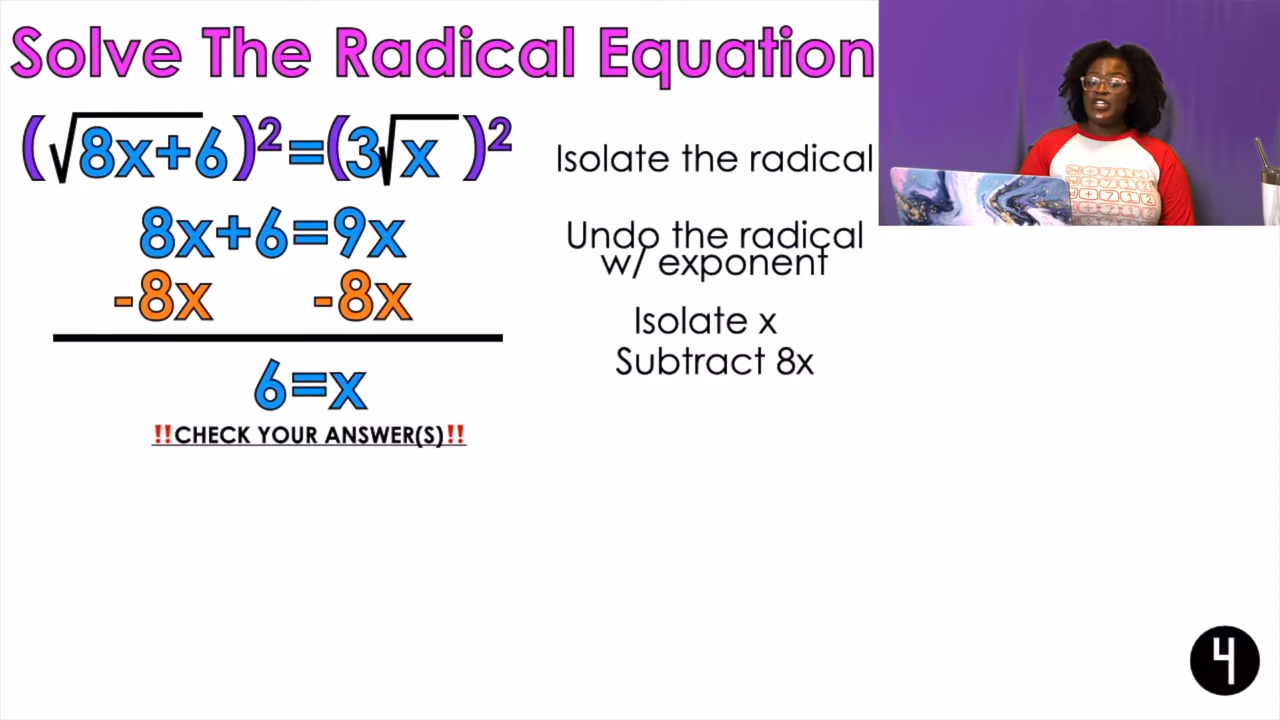 Solve The Radical Equation
(√8x+6)²=(3√x )²
Isolate the radical
8x+6=9x
Undo the radical
w/ exponent
-8x -8x
Isolate x
Subtract 8x
6=x
‼CHECK YOUR ANSWER(S)‼
4